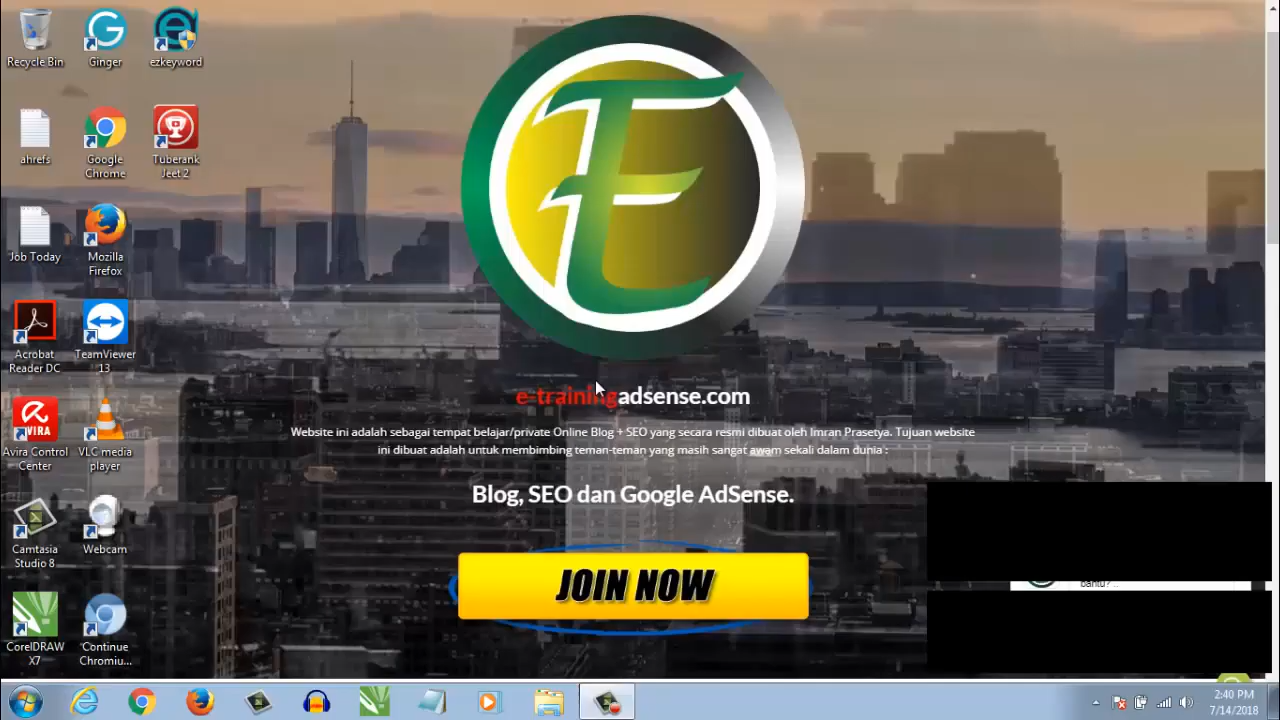 Recycle Bin
Ginger
ezkeyword
ahrefs
Google
Chrome
Tuberank
Jeet 2
Job Today
Mozilla
Firefox
Acrobat
Reader DC
TeamViewer
13
Avira Control
Center
VLC media
player
Camtasia
Studio 8
Webcam
CorelDRAW
X7
Continue
Chromiu...
e-trainingadsense.com
Website ini adalah sebagai tempat belajar/private Online Blog + SEO yang secara resmi dibuat oleh Imran Prasetya. Tujuan website
ini dibuat adalah untuk membimbing teman-teman yang masih sangat awam sekali dalam dunia :
Blog, SEO dan Google AdSense.
JOIN NOW
bantu? ..
2:40 PM
7/14/2018